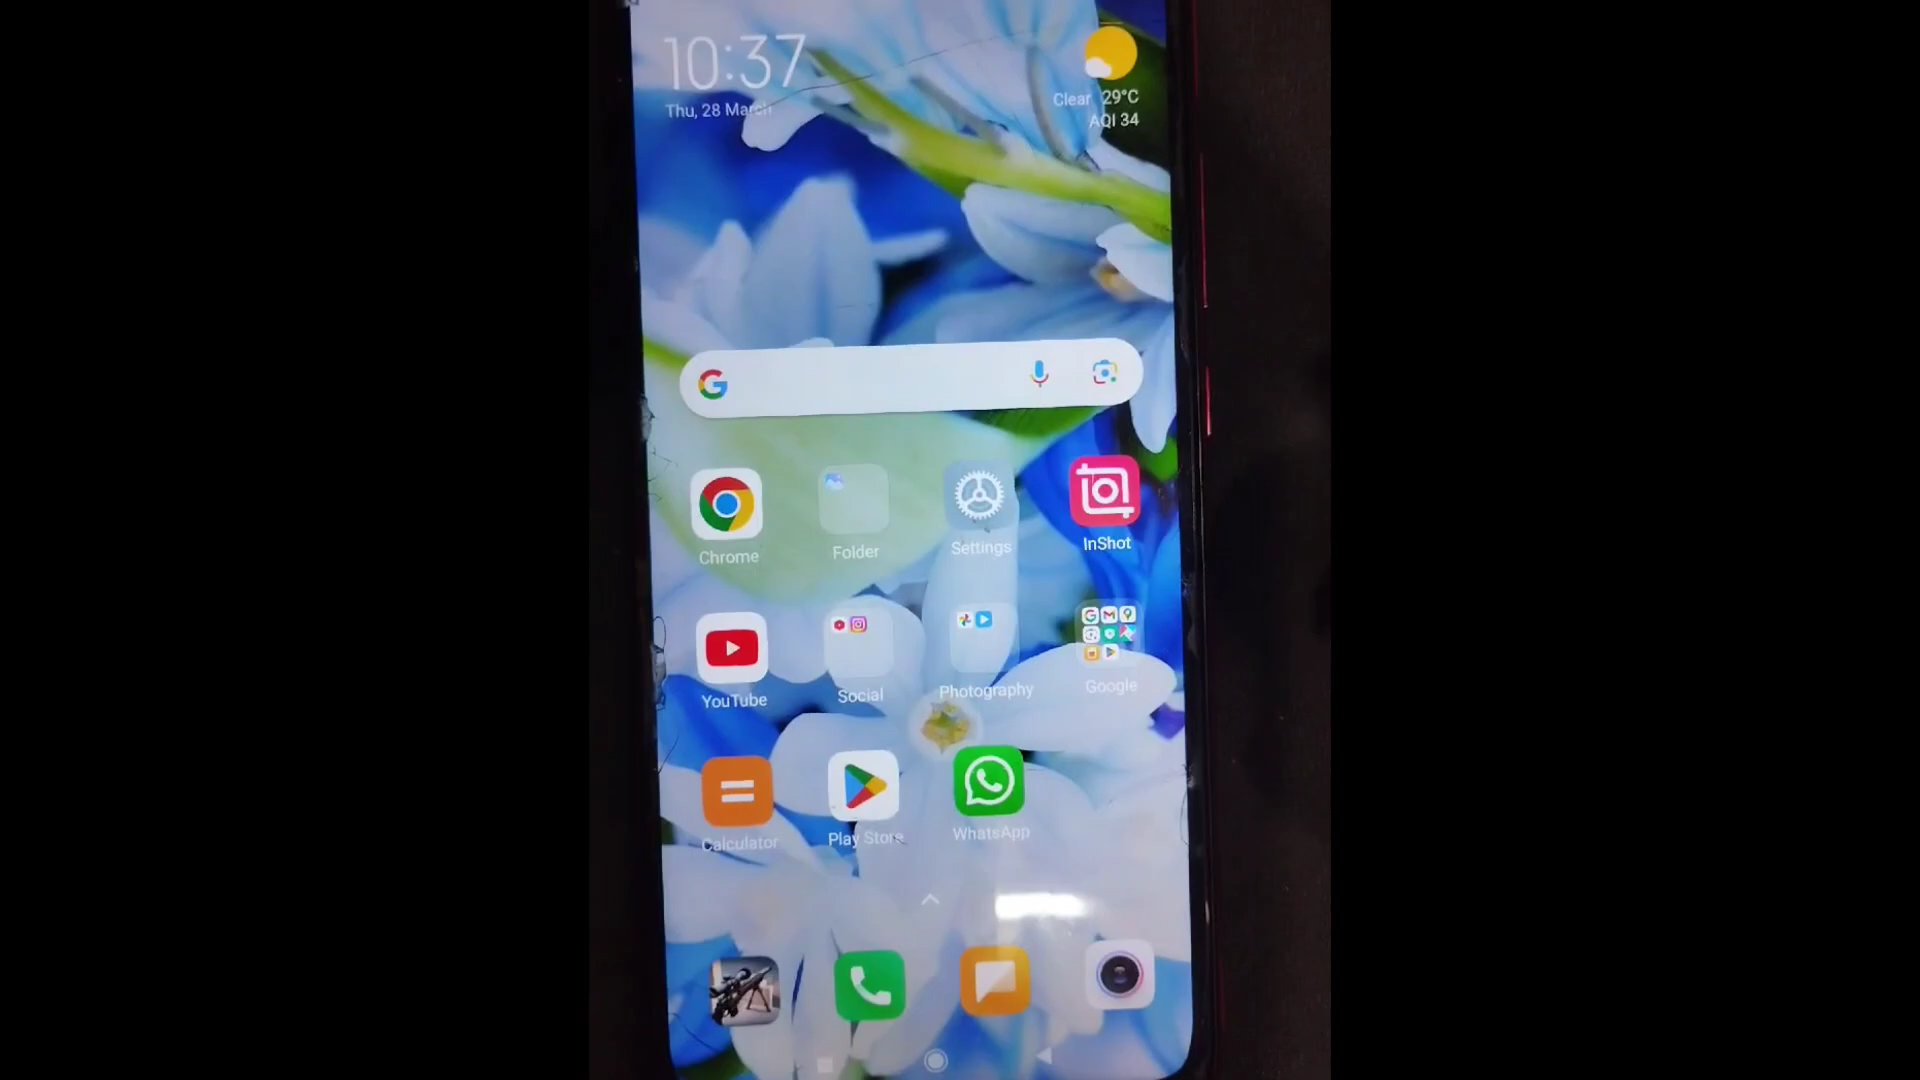 10:37
Thu, 28 March
Clear 29°C
AQI 34
Chrome
Folder
Settings
InShot
YouTube
Social
Photography
Google
Calculator
Play Store
WhatsApp